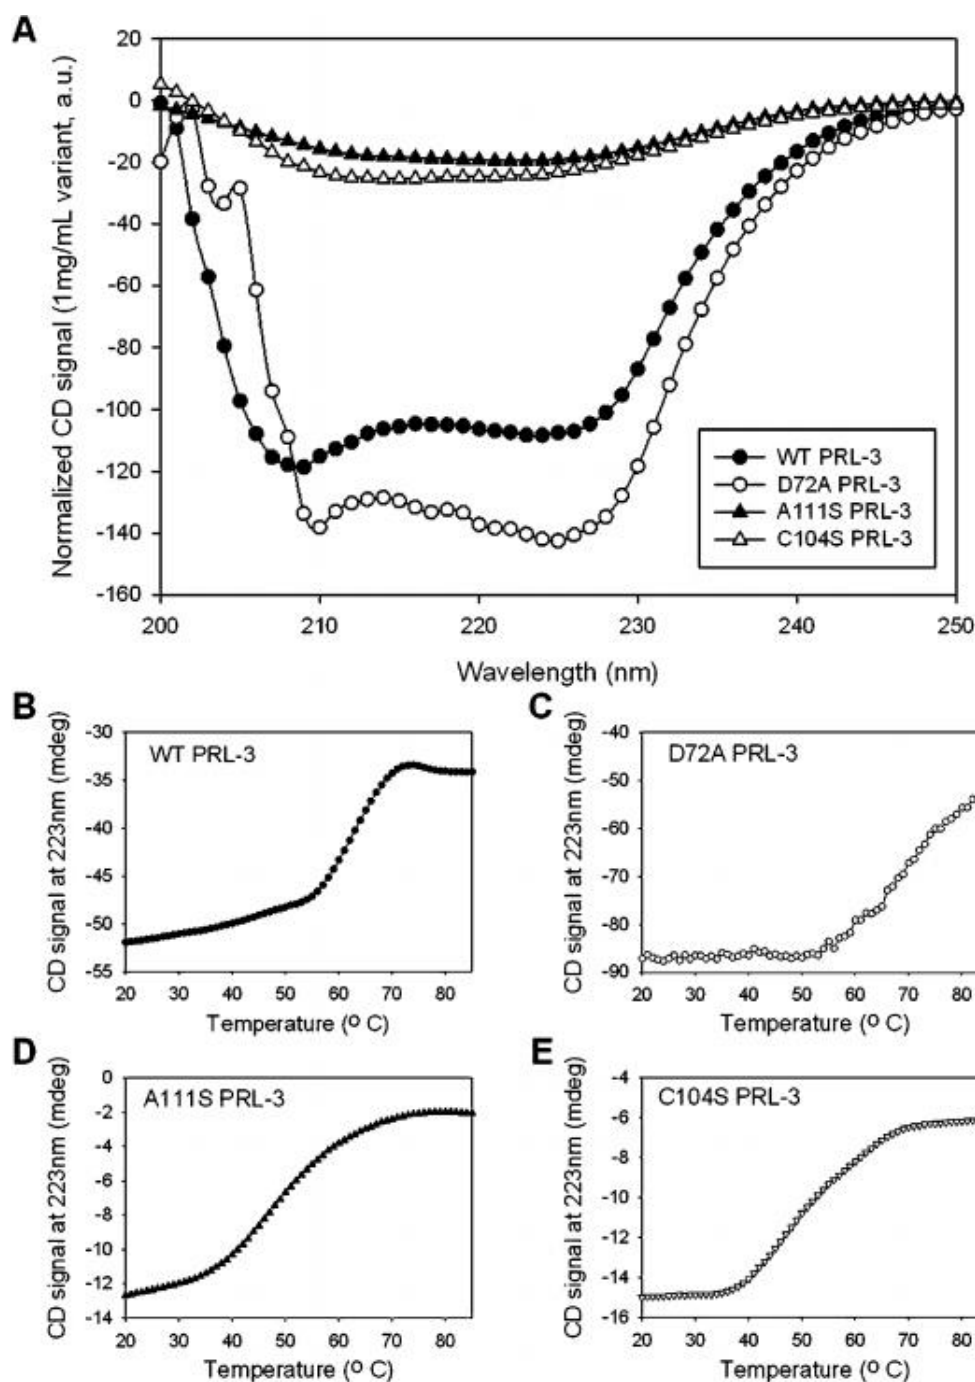 A
Normalized CD signal (1mg/mL variant, a.u.)
20
0
-20
-40
-60
-80
-100
-120
-140
-160
200
210
220
230
240
250
Wavelength (nm)
WT PRL-3
D72A PRL-3
A111S PRL-3
C104S PRL-3
B
WT PRL-3
CD signal at 223nm (mdeg)
-30
-35
-40
-45
-50
-55
20 30 40 50 60 70 80
Temperature (º C)
C
D72A PRL-3
CD signal at 223nm (mdeg)
-40
-50
-60
-70
-80
-90
20 30 40 50 60 70 80
Temperature (º C)
D
A111S PRL-3
CD signal at 223nm (mdeg)
0
-2
-4
-6
-8
-10
-12
-14
20 30 40 50 60 70 80
Temperature (º C)
E
C104S PRL-3
CD signal at 223nm (mdeg)
-4
-6
-8
-10
-12
-14
-16
20 30 40 50 60 70 80
Temperature (º C)